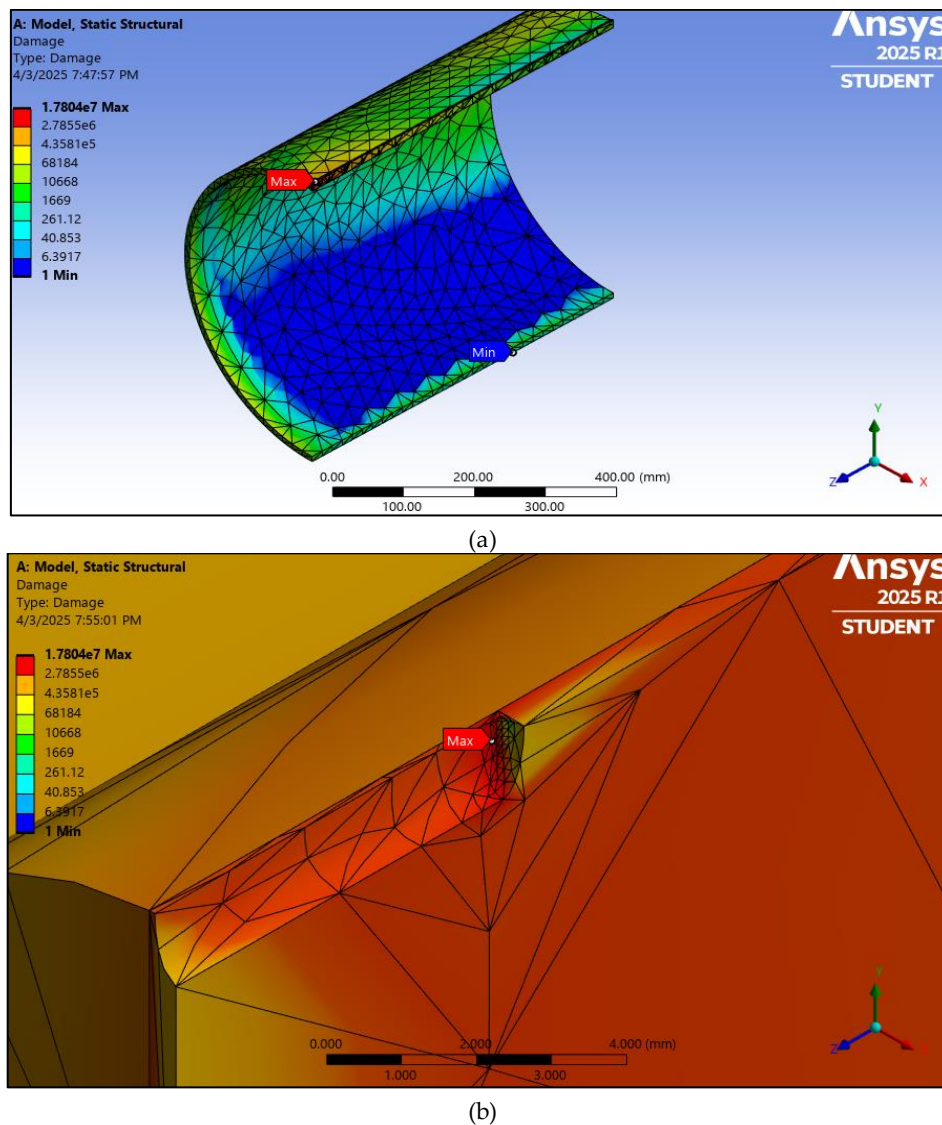 A: Model, Static Structural
Damage
Type: Damage
4/3/2025 7:47:57 PM
1.7804e7 Max
2.7855e6
4.3581e5
68184
10668
1669
261.12
40.853
6.3917
1 Min
Ansys
2025 R1
STUDENT
Max
Min
0.00 200.00 400.00 (mm)
100.00 300.00
Y
Z X
(a)
A: Model, Static Structural
Damage
Type: Damage
4/3/2025 7:55:01 PM
1.7804e7 Max
2.7855e6
4.3581e5
68184
10668
1669
261.12
40.853
6.3917
1 Min
Ansys
2025 R1
STUDENT
Max
0.000 2.000 4.000 (mm)
1.000 3.000
Y
Z X
(b)